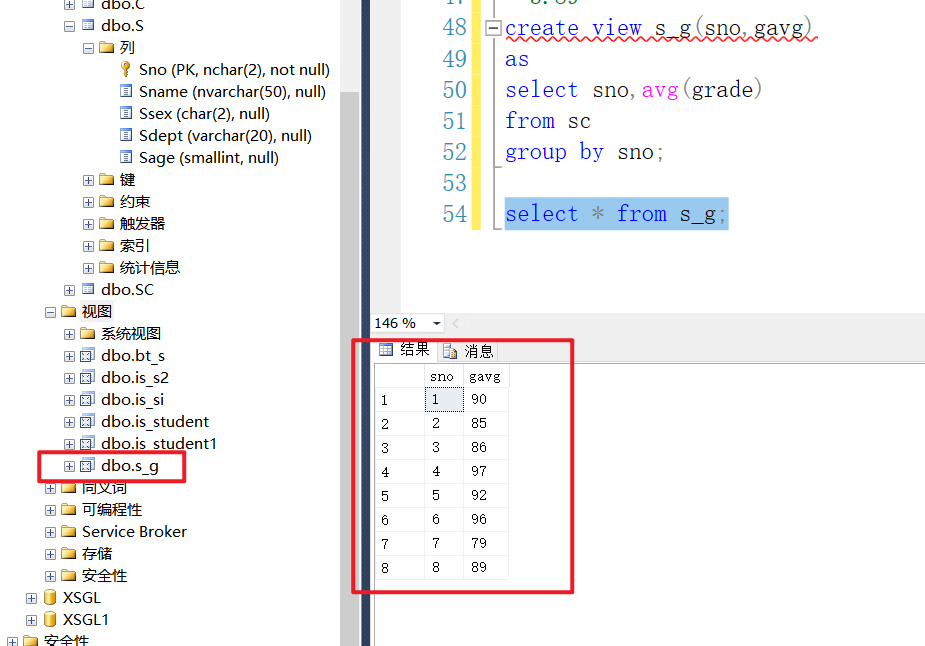 dbo.C
dbo.S
列
Sno (PK, nchar(2), not null)
Sname (nvarchar(50), null)
Ssex (char(2), null)
Sdept (varchar(20), null)
Sage (smallint, null)
键
约束
触发器
索引
统计信息
dbo.SC
视图
系统视图
dbo.bt_s
dbo.is_s2
dbo.is_si
dbo.is_student
dbo.is_student1
dbo.s_g
同义词
可编程性
Service Broker
存储
安全性
XSGL
XSGL1
安全性
48 create view s_g(sno,gavg)
49 as
50 select sno,avg(grade)
51 from sc
52 group by sno;
53
54 select * from s_g;
146 %
结果 消息
sno gavg
1 1 90
2 2 85
3 3 86
4 4 97
5 5 92
6 6 96
7 7 79
8 8 89